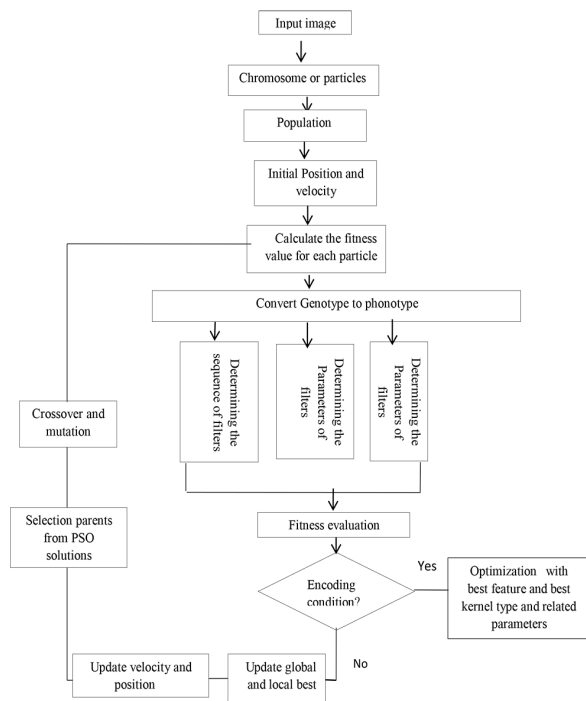 Input image
Chromosome or particles
Population
Initial Position and
velocity
Calculate the fitness
value for each particle
Convert Genotype to phonotype
Determining the
sequence of filters
Determining the
Parameters of
filters
Determining the
Parameters of
filters
Crossover and
mutation
Selection parents
from PSO
solutions
Fitness evaluation
Encoding
condition?
Yes
Optimization with
best feature and best
kernel type and related
parameters
No
Update velocity and
position
Update global
and local best